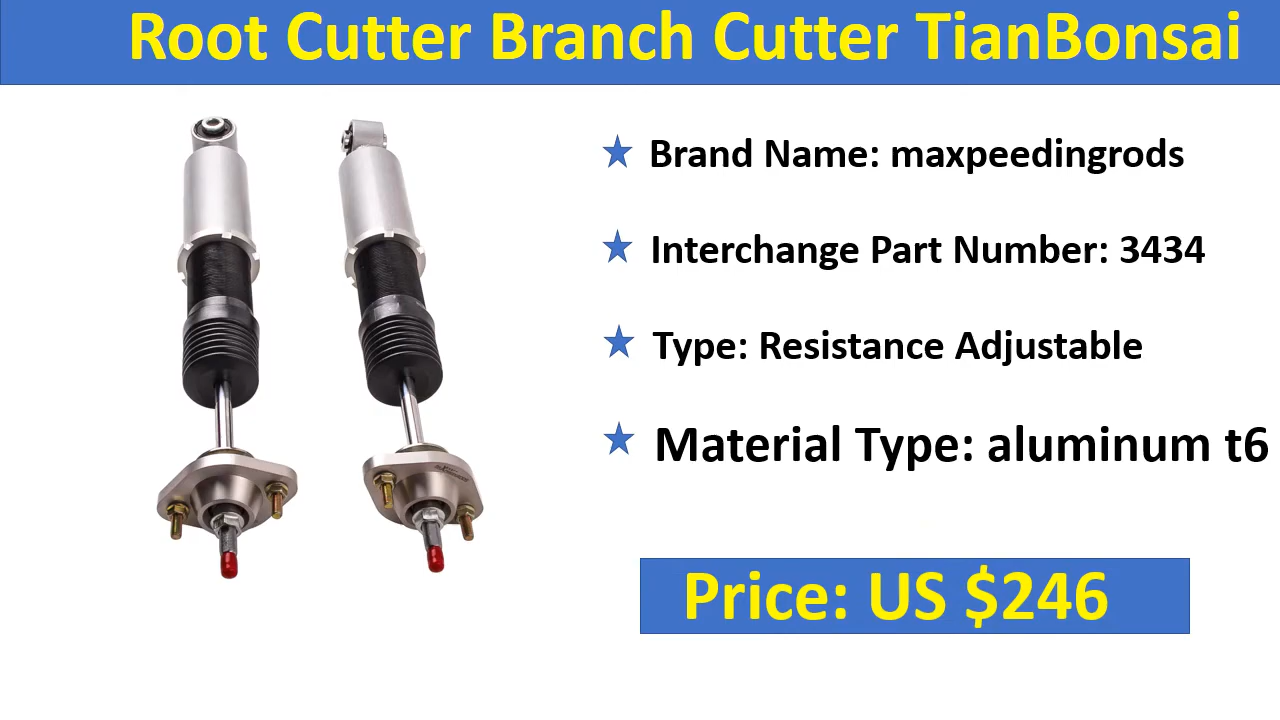 Root Cutter Branch Cutter TianBonsai
Brand Name: maxpeedingrods
Interchange Part Number: 3434
Type: Resistance Adjustable
Material Type: aluminum t6
Price: US $246